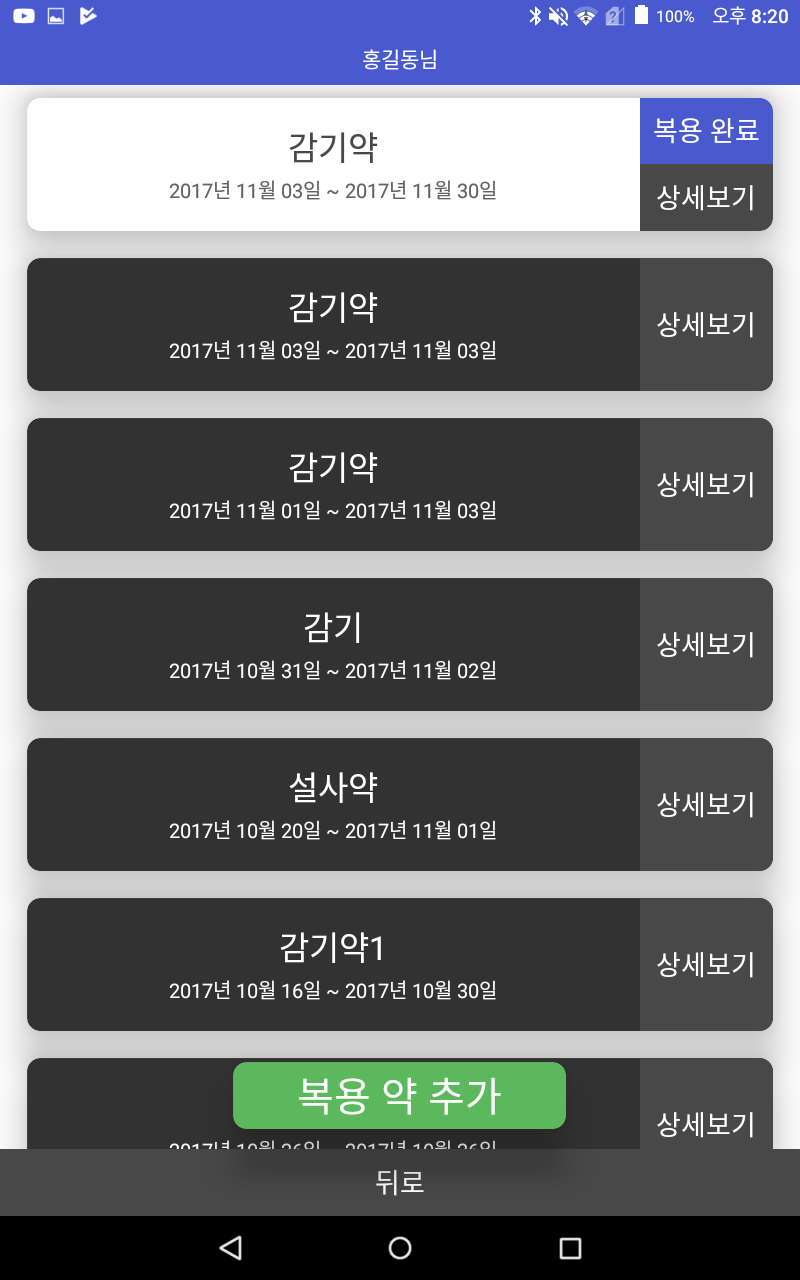 100% 오후 8:20
홍길동님
감기약
2017년 11월 03일 ~ 2017년 11월 30일
복용 완료
상세보기
감기약
2017년 11월 03일 ~ 2017년 11월 03일
상세보기
감기약
2017년 11월 01일 ~ 2017년 11월 03일
상세보기
감기
2017년 10월 31일 ~ 2017년 11월 02일
상세보기
설사약
2017년 10월 20일 ~ 2017년 11월 01일
상세보기
감기약1
2017년 10월 16일 ~ 2017년 10월 30일
상세보기
복용 약 추가
상세보기
뒤로